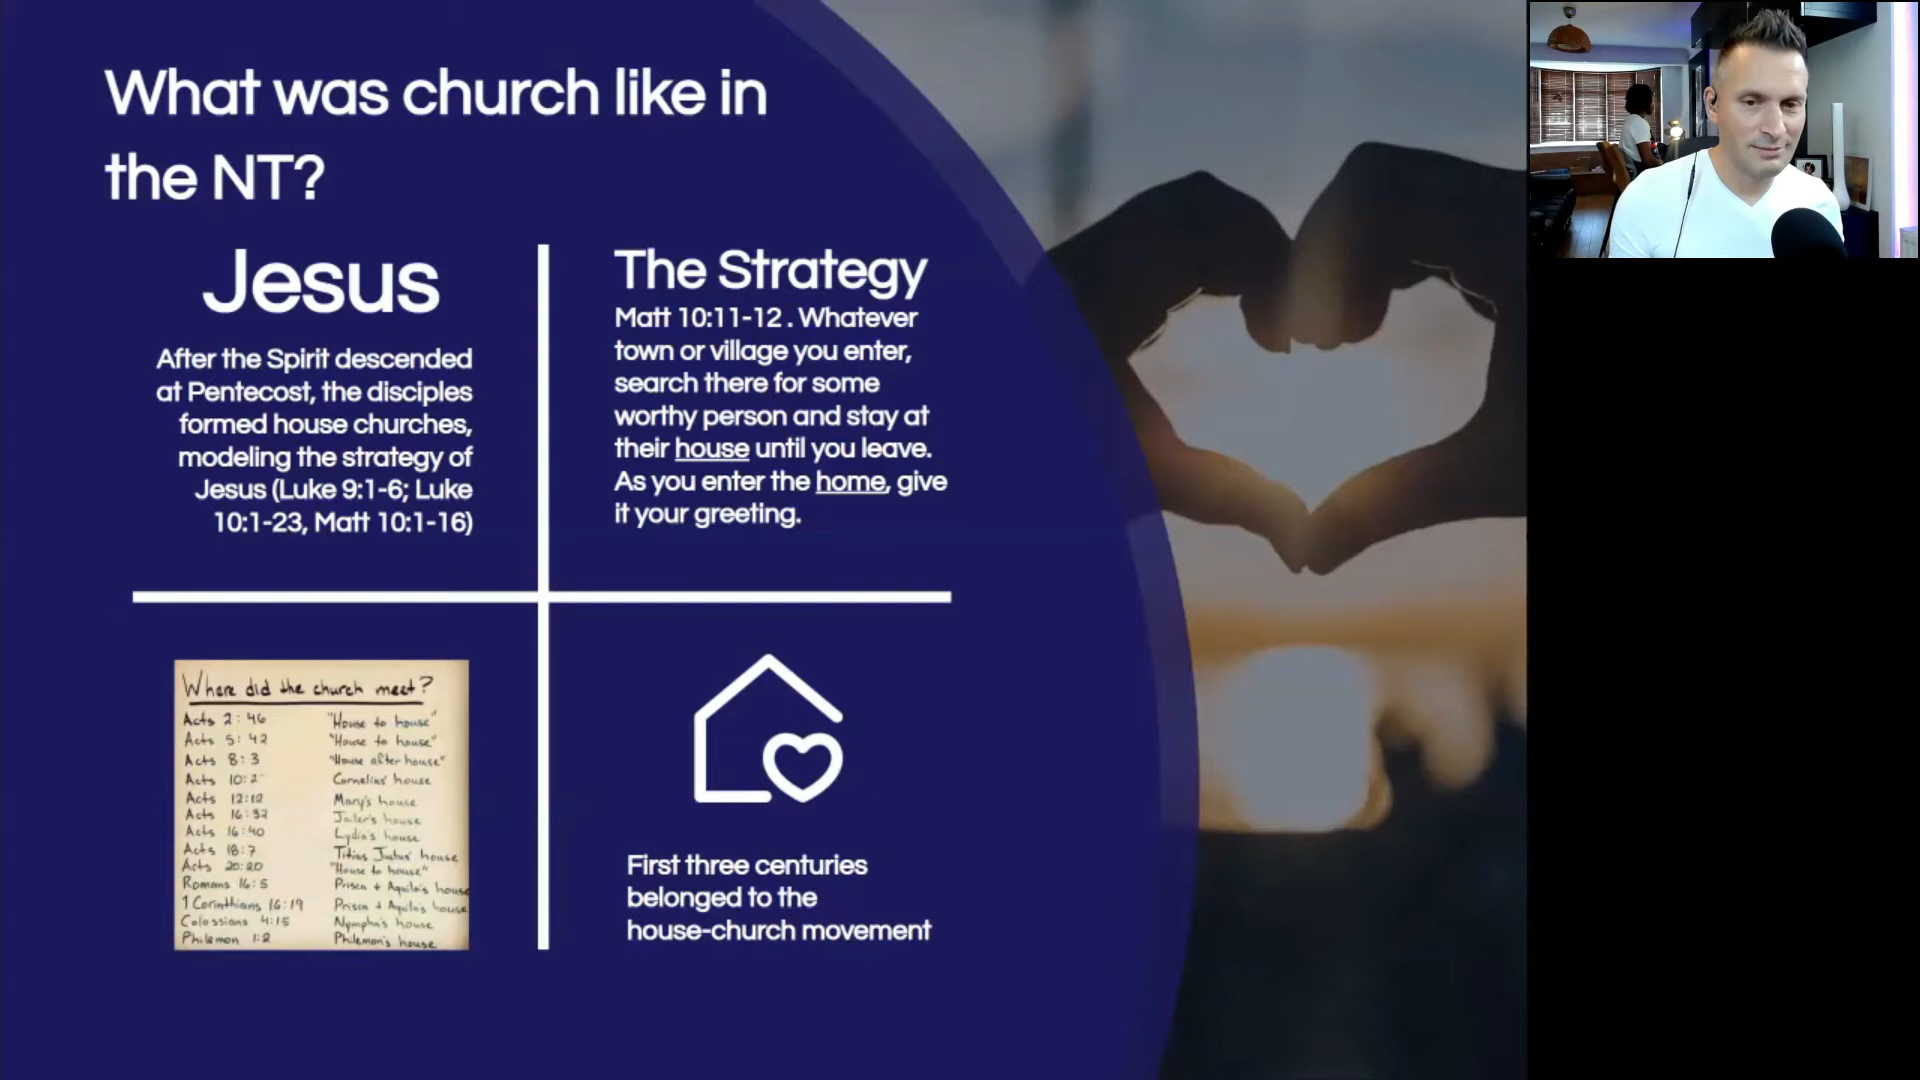 What was church like in
the NT?
Jesus
After the Spirit descended
at Pentecost, the disciples
formed house churches,
modeling the strategy of
Jesus (Luke 9:1-6; Luke
10:1-23, Matt 10:1-16)
The Strategy
Matt 10:11-12 . Whatever
town or village you enter,
search there for some
worthy person and stay at
their house until you leave.
As you enter the home, give
it your greeting.
Where did the church meet?
Acts 2:46 "House to house"
Acts 5:42 "House to house"
Acts 8:3 "House after house"
Acts Cornelius' house
Acts 12:12 Mary's house
Acts 16:32 Jailer's house
Acts 16:40 Lydia's house
Acts 18:7 Titius Justus' house
Acts 20:20 "House to house"
Romans 16:5 Prisca + Aquila's house
1 Corinthians 16:19 Prisca + Aquila's house
Colossians 4:15 Nympha's house
Philemon 1:2 Philemon's house
First three centuries
belonged to the
house-church movement